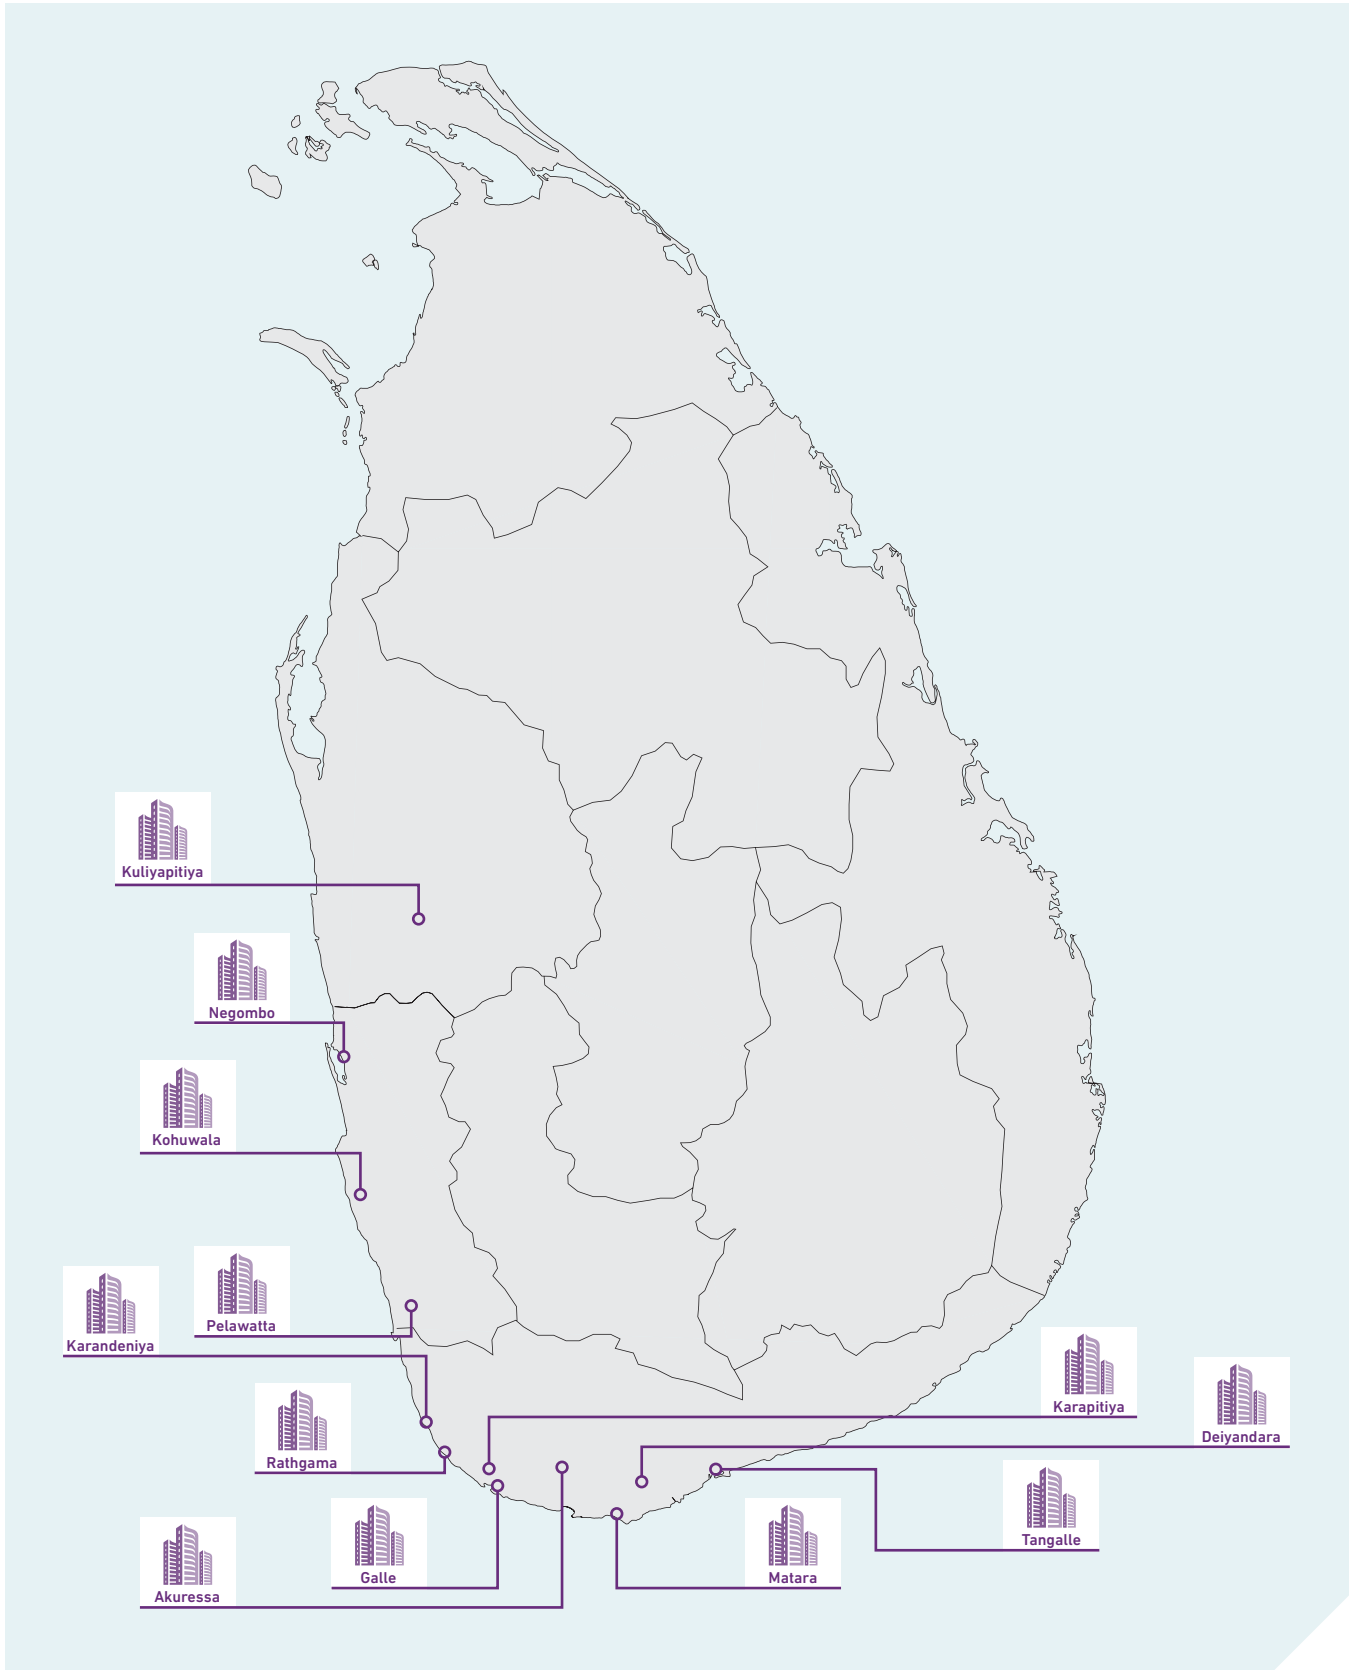 Kuliyapitiya
Negombo
Kohuwala
Pelawatta
Karandeniya
Karapitiya
Deiyandara
Rathgama
Tangalle
Galle
Matara
Akuressa